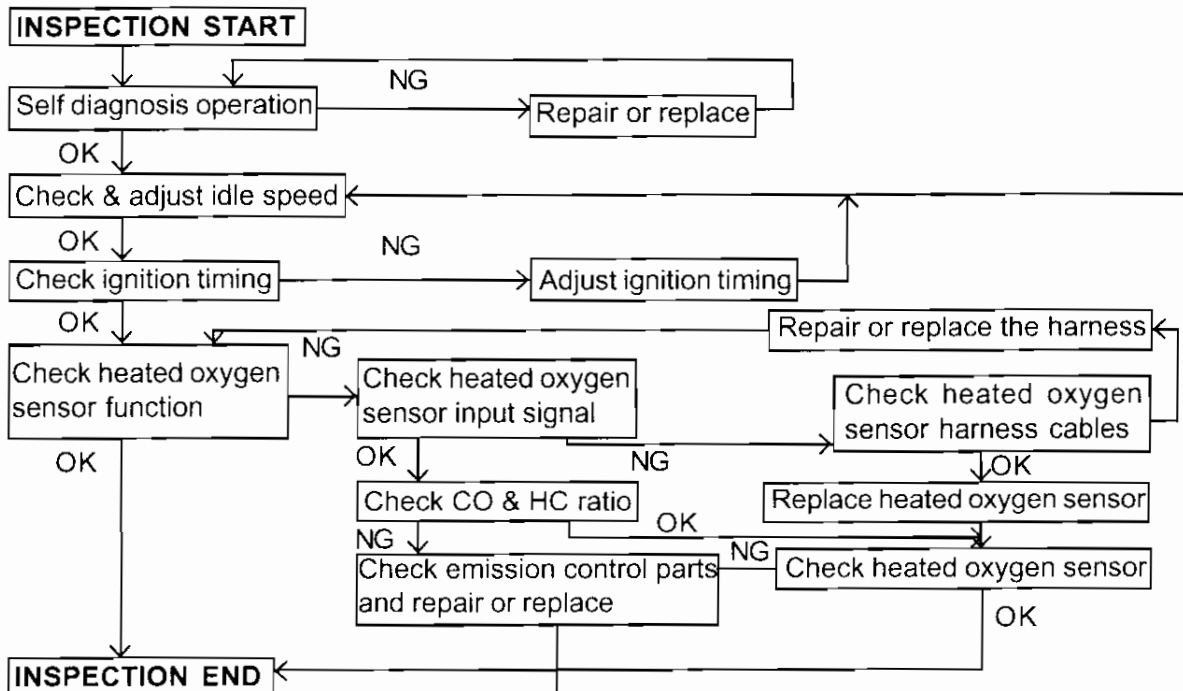 INSPECTION START
NG
Self diagnosis operation
Repair or replace
OK
Check & adjust idle speed
OK
NG
Check ignition timing
Adjust ignition timing
OK
Repair or replace the harness
NG
Check heated oxygen
sensor function
Check heated oxygen
sensor input signal
Check heated oxygen
sensor harness cables
OK
OK
NG
OK
Check CO & HC ratio
Replace heated oxygen sensor
OK
NG
NG
Check emission control parts
and repair or replace
Check heated oxygen sensor
OK
INSPECTION END